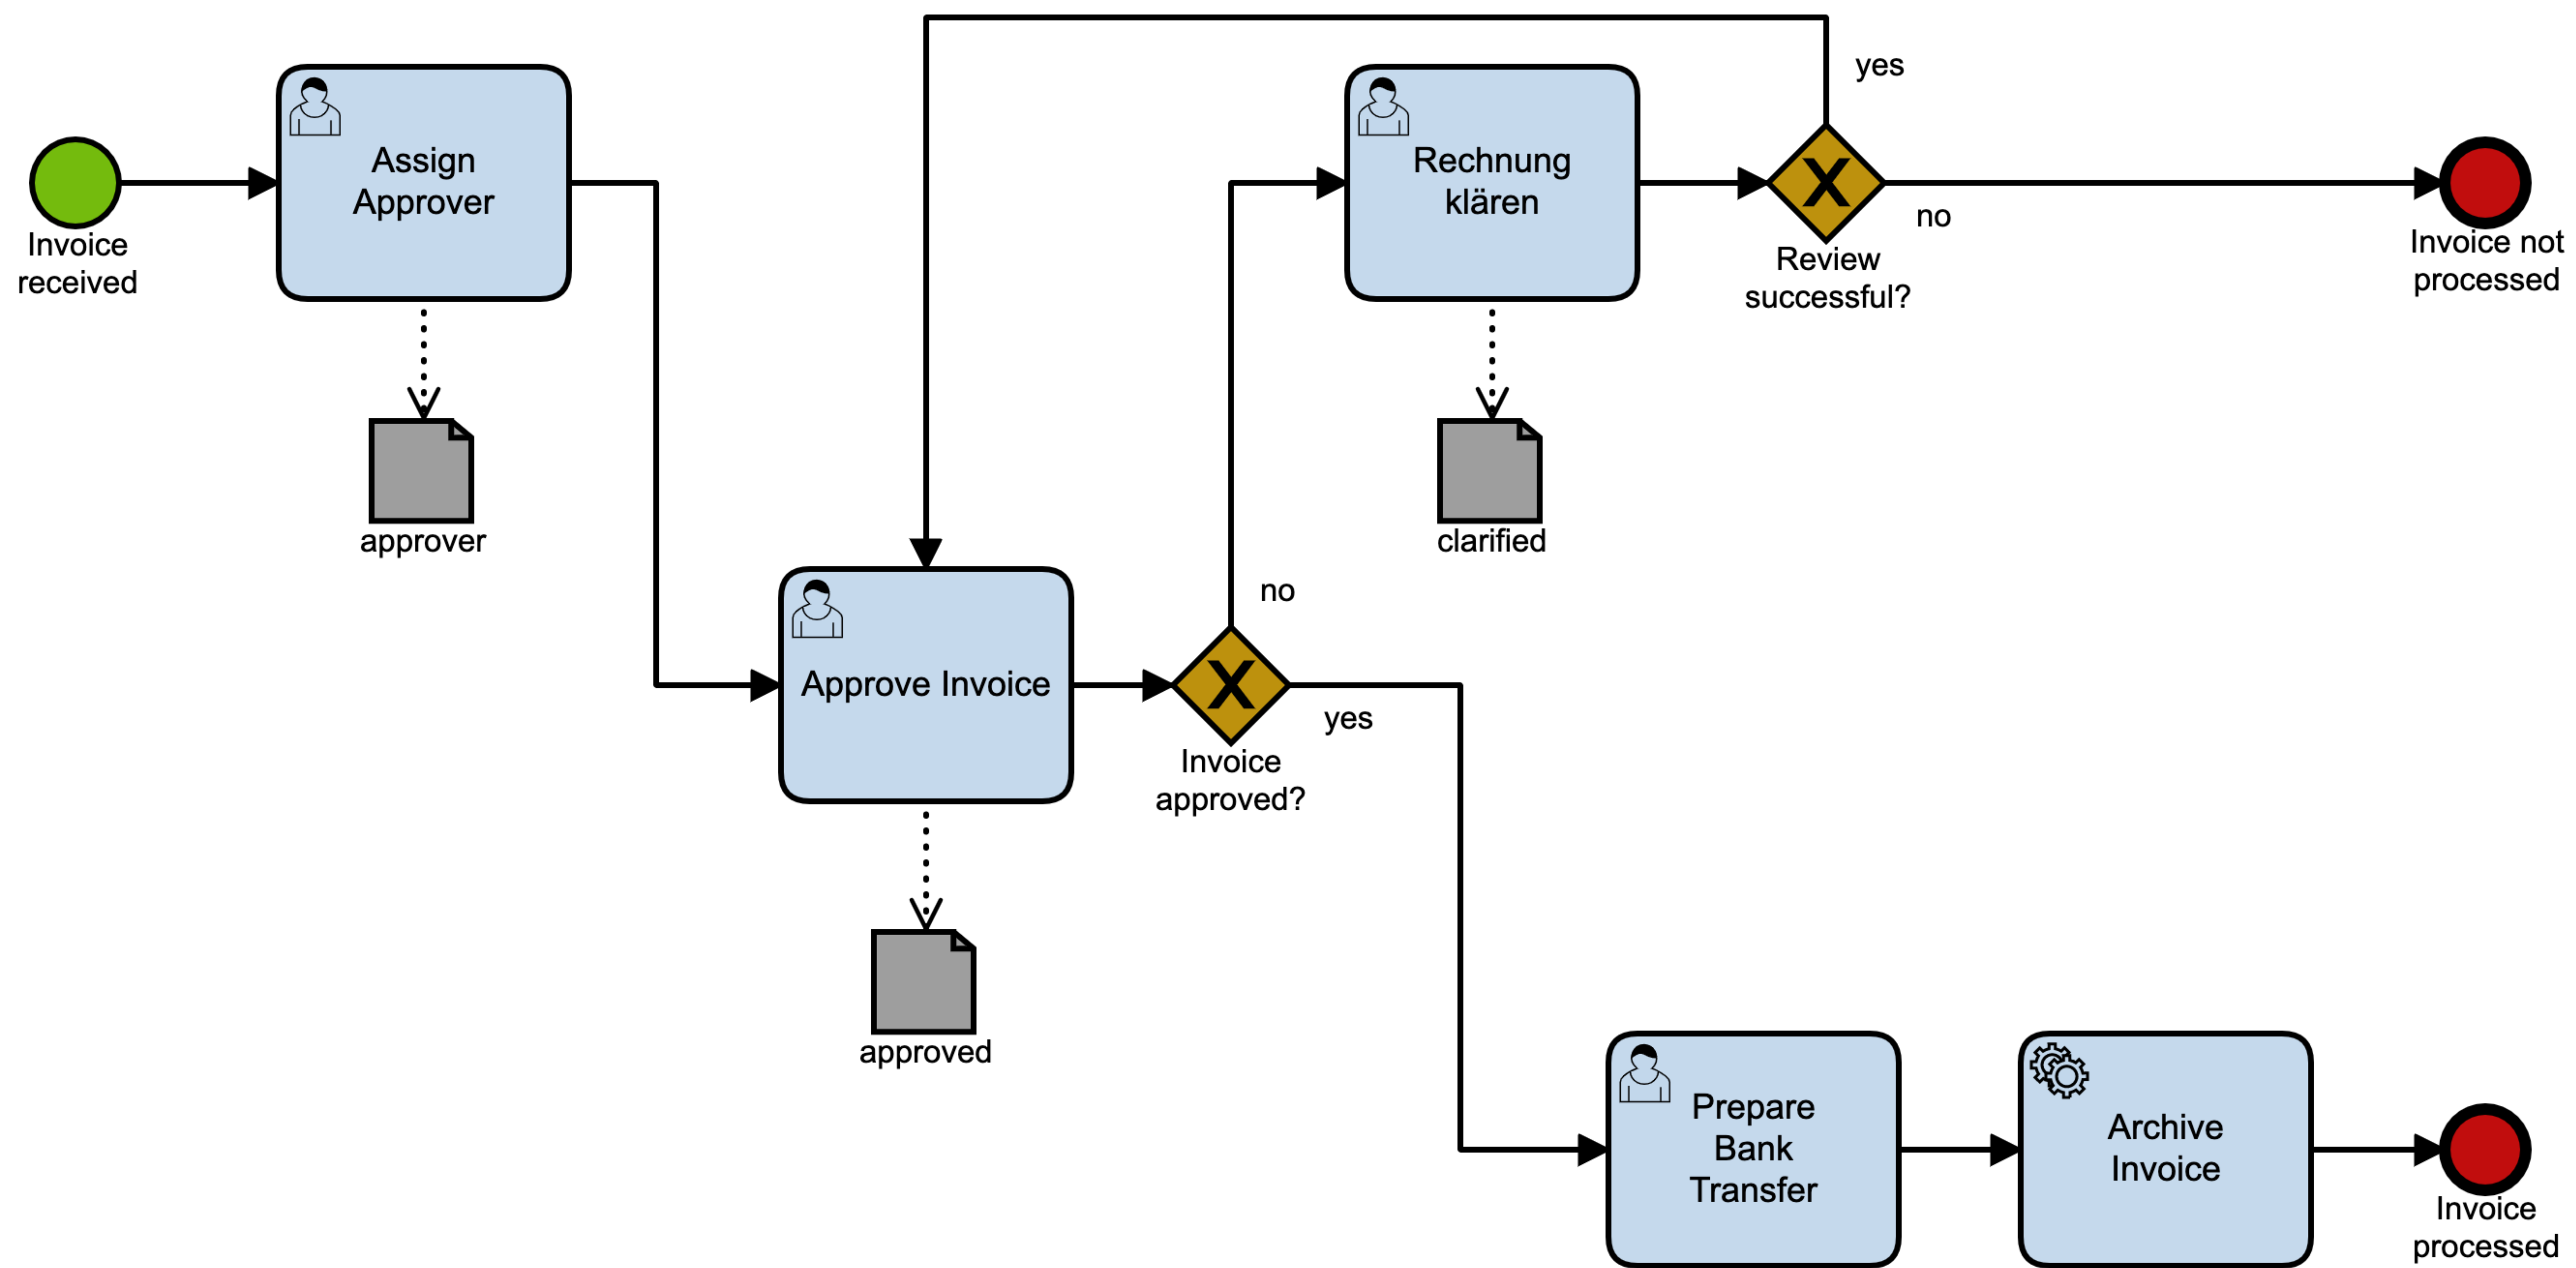 Invoice
received
Assign
Approver
approver
Approve Invoice
approved
Invoice
approved?
no
yes
Rechnung
klären
clarified
Review
successful?
yes
no
Invoice not
processed
Prepare
Bank
Transfer
Archive
Invoice
Invoice
processed